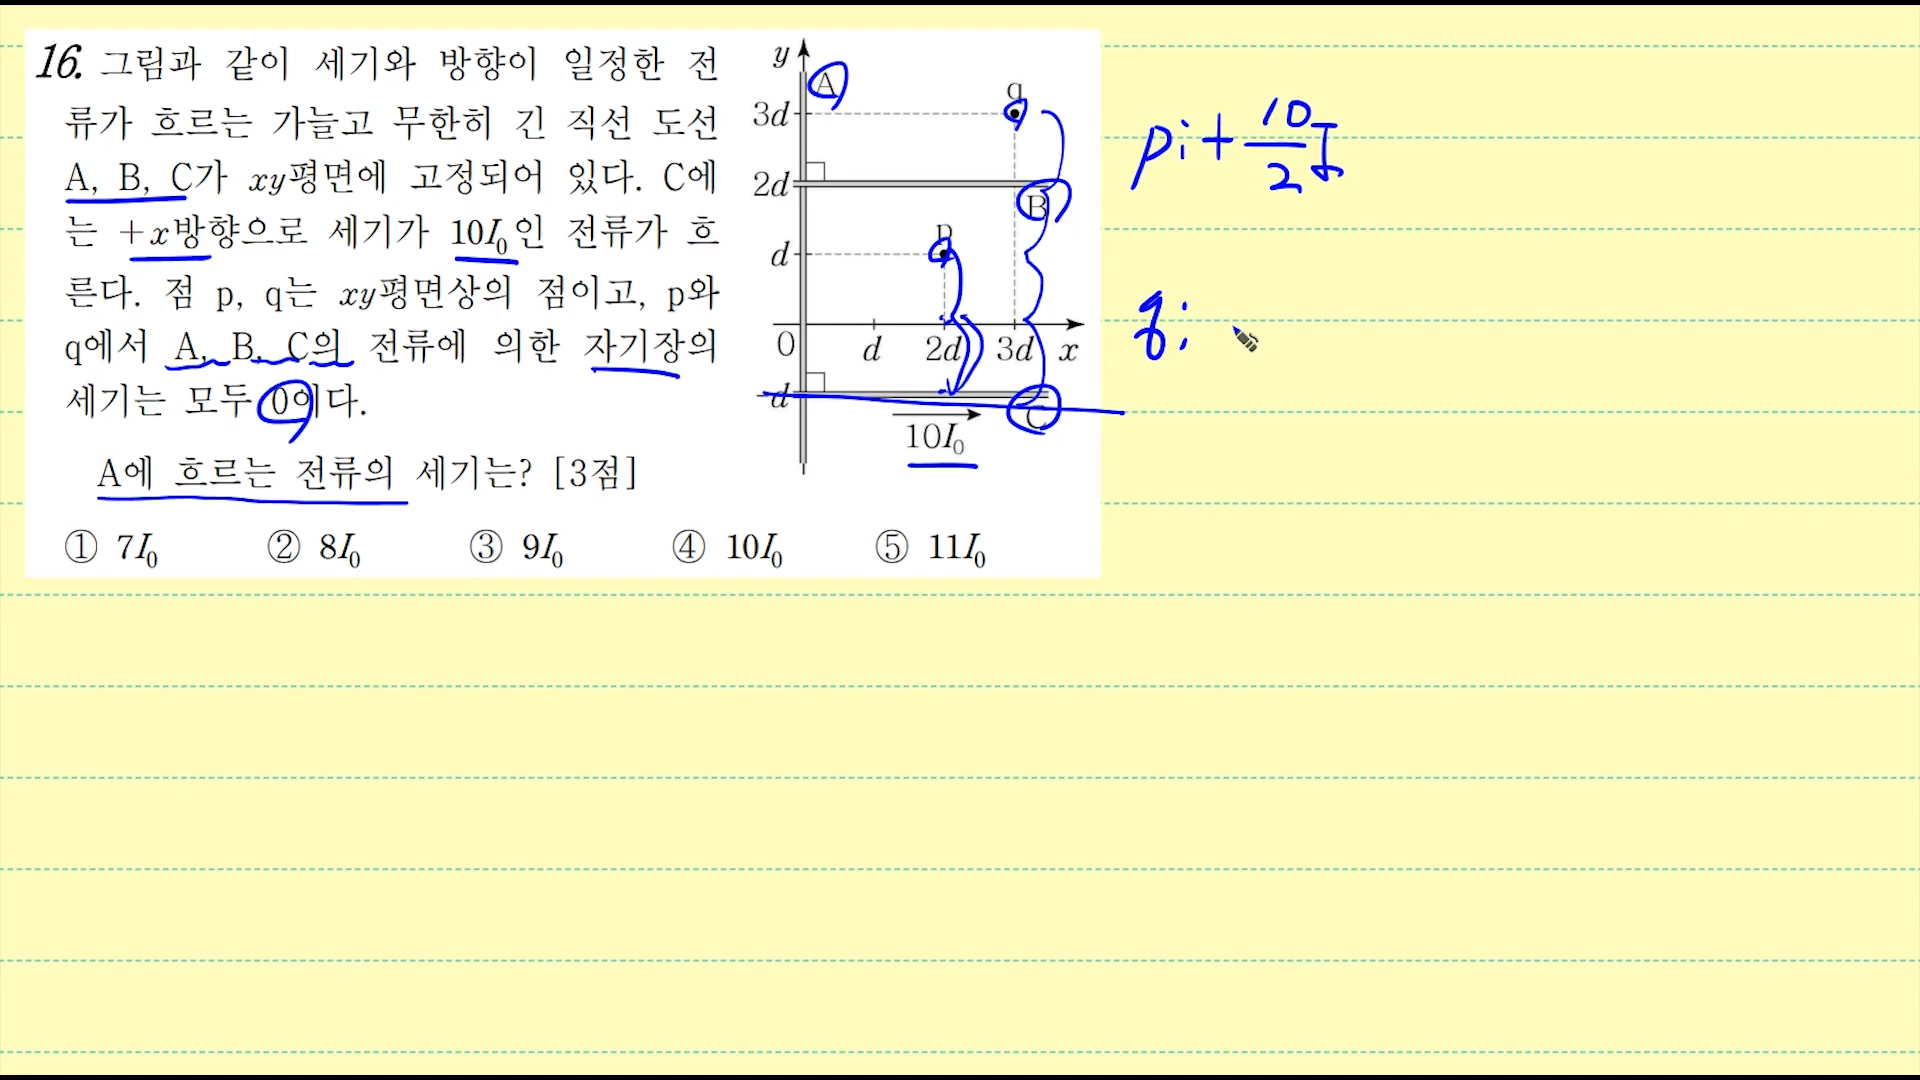 16. 그림과 같이 세기와 방향이 일정한 전
류가 흐르는 가늘고 무한히 긴 직선 도선
A, B, C가 xy평면에 고정되어 있다. C에
는 +x방향으로 세기가 10I₀인 전류가 흐
른다. 점 p, q는 xy평면상의 점이고, p와
q에서 A, B, C의 전류에 의한 자기장의
세기는 모두 0이다.
A에 흐르는 전류의 세기는? [3점]
① 7I₀ ② 8I₀ ③ 9I₀ ④ 10I₀ ⑤ 11I₀
y
A
q
3d
2d
B
p
d
0 d 2d 3d x
-d
C
10I₀
p: + 10/2 I₀
q: